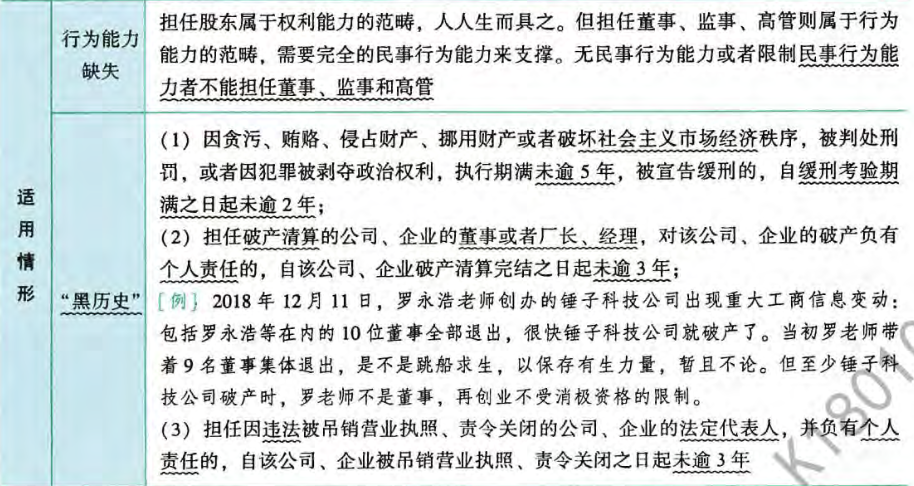 适用情形
行为能力
缺失
担任股东属于权利能力的范畴，人人生而具之。但担任董事、监事、高管则属于行为
能力的范畴，需要完全的民事行为能力来支撑。无民事行为能力或者限制民事行为能
力者不能担任董事、监事和高管
“黑历史”
（1）因贪污、贿赂、侵占财产、挪用财产或者破坏社会主义市场经济秩序，被判处刑
罚，或者因犯罪被剥夺政治权利，执行期满未逾 5 年，被宣告缓刑的，自缓刑考验期
满之日起未逾 2 年；
（2）担任破产清算的公司、企业的董事或者厂长、经理，对该公司、企业的破产负有
个人责任的，自该公司、企业破产清算完结之日起未逾 3 年；
[例] 2018 年 12 月 11 日，罗永浩老师创办的锤子科技公司出现重大工商信息变动：
包括罗永浩等在内的 10 位董事全部退出，很快锤子科技公司就破产了。当初罗老师带
着 9 名董事集体退出，是不是跳船求生，以保存有生力量，暂且不论。但至少锤子科
技公司破产时，罗老师不是董事，再创业不受消极资格的限制。
（3）担任因违法被吊销营业执照、责令关闭的公司、企业的法定代表人，并负有个人
责任的，自该公司、企业被吊销营业执照、责令关闭之日起未逾 3 年